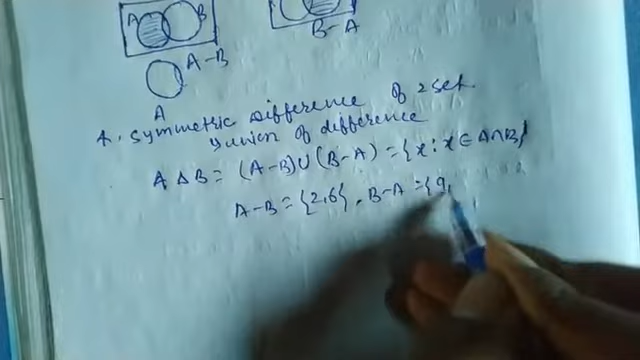 A B
B-A
A-B
A
4. Symmetric Difference of 2 set
union of difference
A Δ B = (A-B)∪(B-A) = {x: x ∈ A∩B}
A-B = {2,6}. B-A = {9,